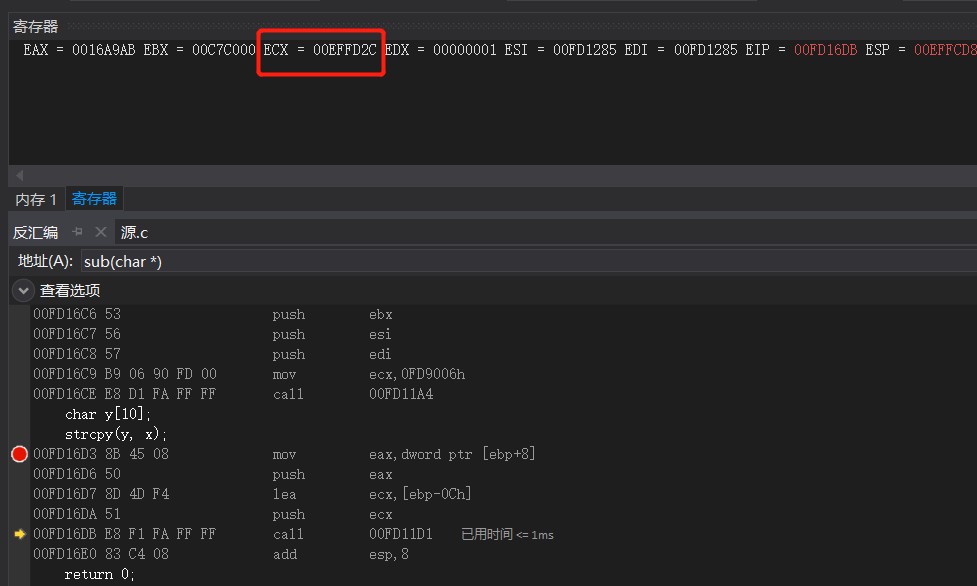 寄存器
EAX = 0016A9AB EBX = 00C7C000 ECX = 00EFFD2C EDX = 00000001 ESI = 00FD1285 EDI = 00FD1285 EIP = 00FD16DB ESP = 00EFFCD8
内存 1 寄存器
反汇编 源.c
地址(A): sub(char *)
查看选项
00FD16C6 53 push ebx
00FD16C7 56 push esi
00FD16C8 57 push edi
00FD16C9 B9 06 90 FD 00 mov ecx,0FD9006h
00FD16CE E8 D1 FA FF FF call 00FD11A4
char y[10];
strcpy(y, x);
00FD16D3 8B 45 08 mov eax,dword ptr [ebp+8]
00FD16D6 50 push eax
00FD16D7 8D 4D F4 lea ecx,[ebp-0Ch]
00FD16DA 51 push ecx
00FD16DB E8 F1 FA FF FF call 00FD11D1 已用时间 <= 1ms
00FD16E0 83 C4 08 add esp,8
return 0;